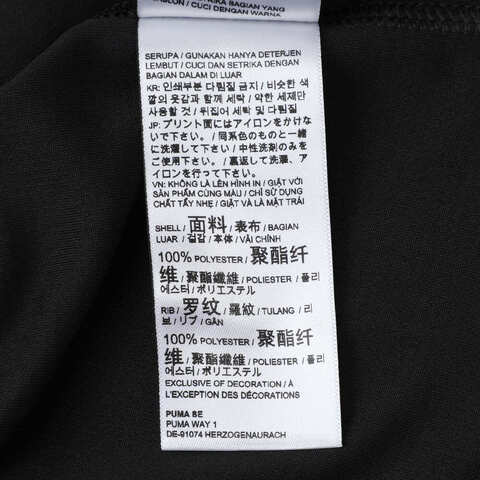 SABLON / CUCI DENGAN WARNA
SERUPA / GUNAKAN HANYA DETERJEN
LEMBUT / CUCI DAN SETRIKA DENGAN
BAGIAN DALAM DI LUAR
KR: 인쇄부분 다림질 금지 / 비슷한 색
깔의 옷감과 함께 세탁 / 약한 세제만
사용할 것 / 뒤집어 세탁 및 다림질
JP: プリント面にはアイロンをかけな
いで下さい。/ 同系色のものと一緒
に洗濯して下さい / 中性洗剤のみを
ご使用下さい。/ 裏返して洗濯、ア
イロンを行って下さい。
VN: KHÔNG LÀ LÊN HÌNH IN / GIẶT VỚI
SẢN PHẨM CÙNG MÀU / CHỈ SỬ DỤNG
CHẤT TẨY NHẸ / GIẶT VÀ LÀ MẶT TRÁI
SHELL / 面料 / 表布 / BAGIAN
LUAR / 겉감 / 本体 / VẢI CHÍNH
100% POLYESTER / 聚酯纤
维 / 聚酯纖維 / POLIESTER / 폴리
에스터 / ポリエステル
RIB / 罗纹 / 羅紋 / TULANG / 리
브 / リブ / GÂN
100% POLYESTER / 聚酯纤
维 / 聚酯纖維 / POLIESTER / 폴리
에스터 / ポリエステル
EXCLUSIVE OF DECORATION / À
L'EXCEPTION DES DÉCORATIONS
PUMA SE
PUMA WAY 1
DE-91074 HERZOGENAURACH